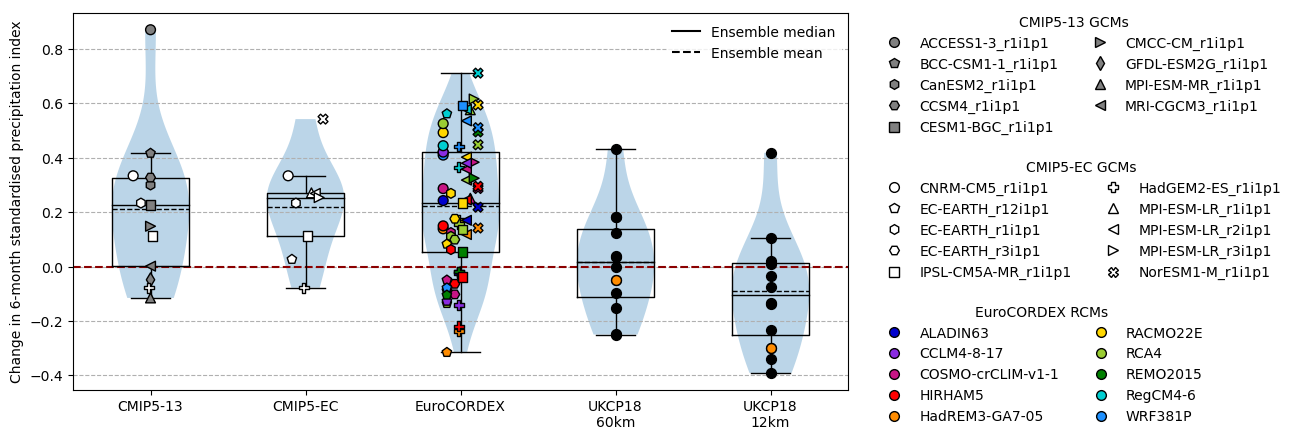 Change in 6-month standardised precipitation index
0.8
0.6
0.4
0.2
0.0
−0.2
−0.4
Ensemble median
Ensemble mean
CMIP5-13
CMIP5-EC
EuroCORDEX
UKCP18
60km
UKCP18
12km
CMIP5-13 GCMs
ACCESS1-3_r1i1p1
BCC-CSM1-1_r1i1p1
CanESM2_r1i1p1
CCSM4_r1i1p1
CESM1-BGC_r1i1p1
CMCC-CM_r1i1p1
GFDL-ESM2G_r1i1p1
MPI-ESM-MR_r1i1p1
MRI-CGCM3_r1i1p1
CMIP5-EC GCMs
CNRM-CM5_r1i1p1
EC-EARTH_r12i1p1
EC-EARTH_r1i1p1
EC-EARTH_r3i1p1
IPSL-CM5A-MR_r1i1p1
HadGEM2-ES_r1i1p1
MPI-ESM-LR_r1i1p1
MPI-ESM-LR_r2i1p1
MPI-ESM-LR_r3i1p1
NorESM1-M_r1i1p1
EuroCORDEX RCMs
ALADIN63
CCLM4-8-17
COSMO-crCLIM-v1-1
HIRHAM5
HadREM3-GA7-05
RACMO22E
RCA4
REMO2015
RegCM4-6
WRF381P